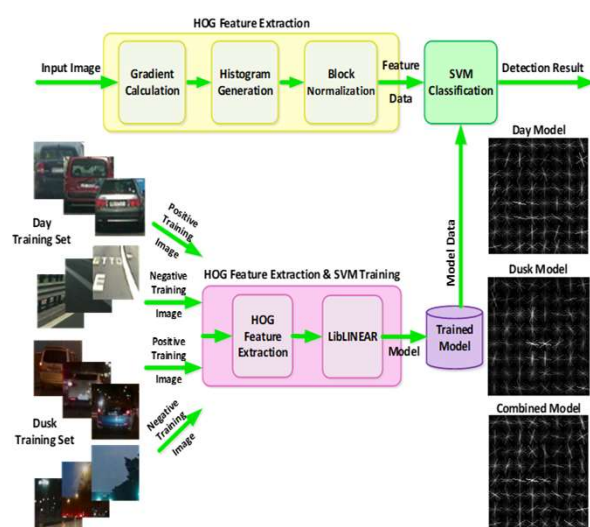 HOG Feature Extraction
Input Image
Gradient
Calculation
Histogram
Generation
Block
Normalization
Feature
Data
SVM
Classification
Detection Result
Day Model
Day
Training Set
Positive Training
Image
Negative Training
Image
HOG Feature Extraction & SVM Training
HOG
Feature
Extraction
LibLINEAR
Model
Trained
Model
Model Data
Dusk Model
Positive Training
Image
Dusk
Training Set
Negative Training
Image
Combined Model